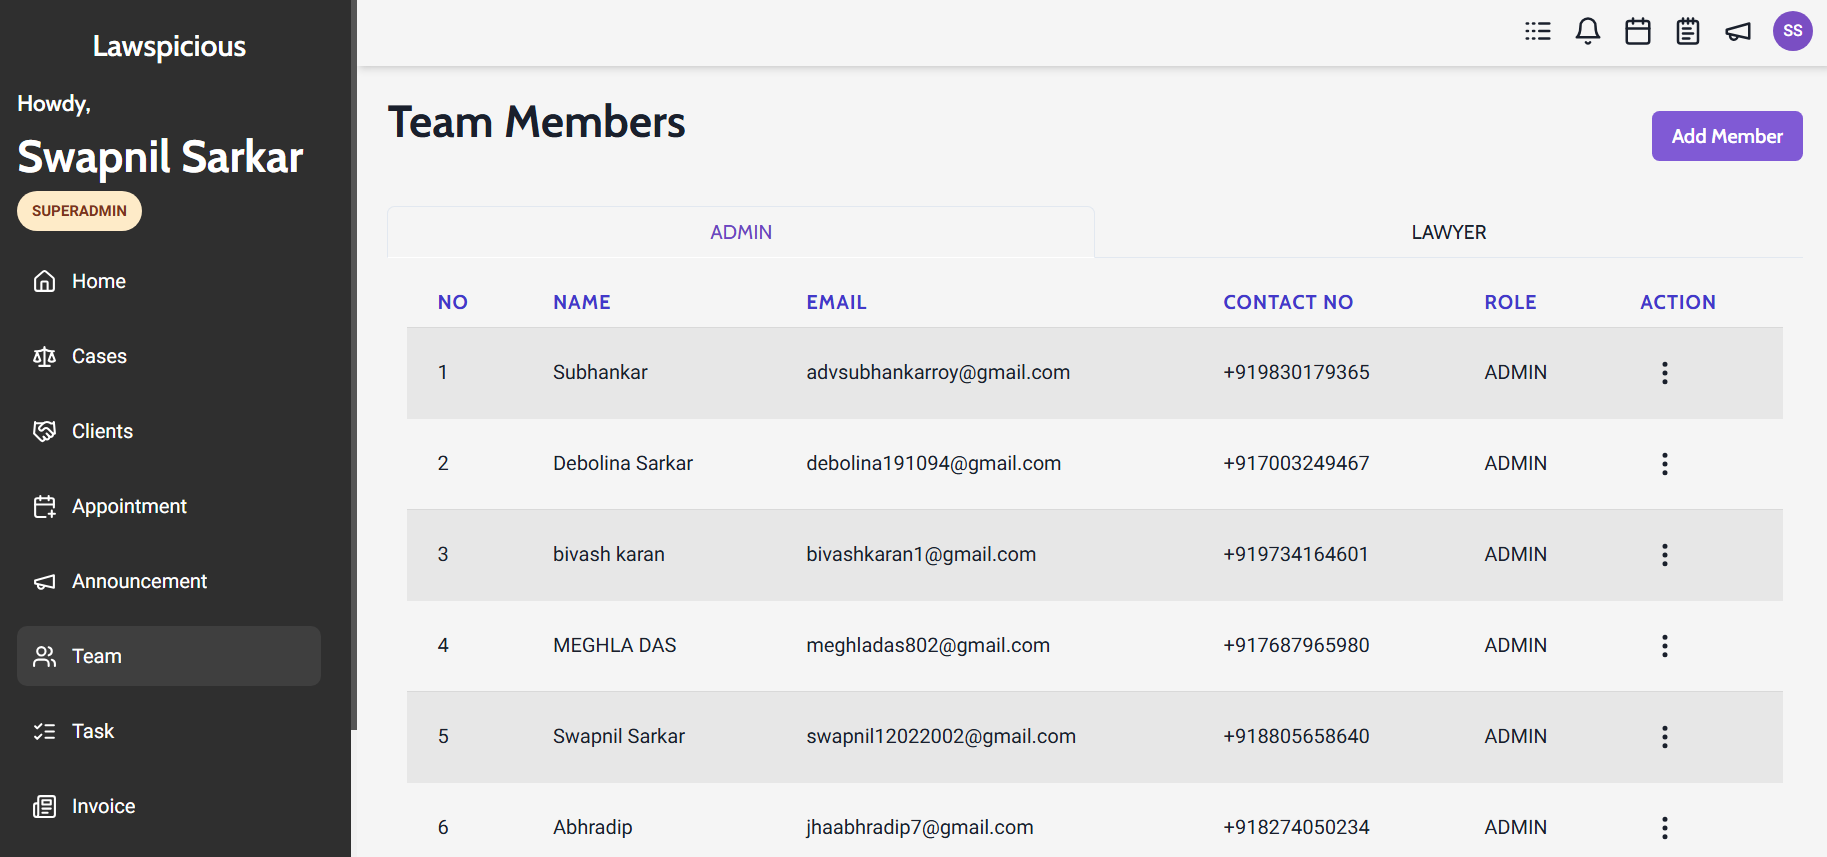 Lawspicious
Howdy,
Swapnil Sarkar
SUPERADMIN
Home
Cases
Clients
Appointment
Announcement
Team
Task
Invoice
SS
Team Members
Add Member
ADMIN LAWYER
NO NAME EMAIL CONTACT NO ROLE ACTION
1 Subhankar advsubhankarroy@gmail.com +919830179365 ADMIN
2 Debolina Sarkar debolina191094@gmail.com +917003249467 ADMIN
3 bivash karan bivashkaran1@gmail.com +919734164601 ADMIN
4 MEGHLA DAS meghladas802@gmail.com +917687965980 ADMIN
5 Swapnil Sarkar swapnil12022002@gmail.com +918805658640 ADMIN
6 Abhradip jhaabhradip7@gmail.com +918274050234 ADMIN